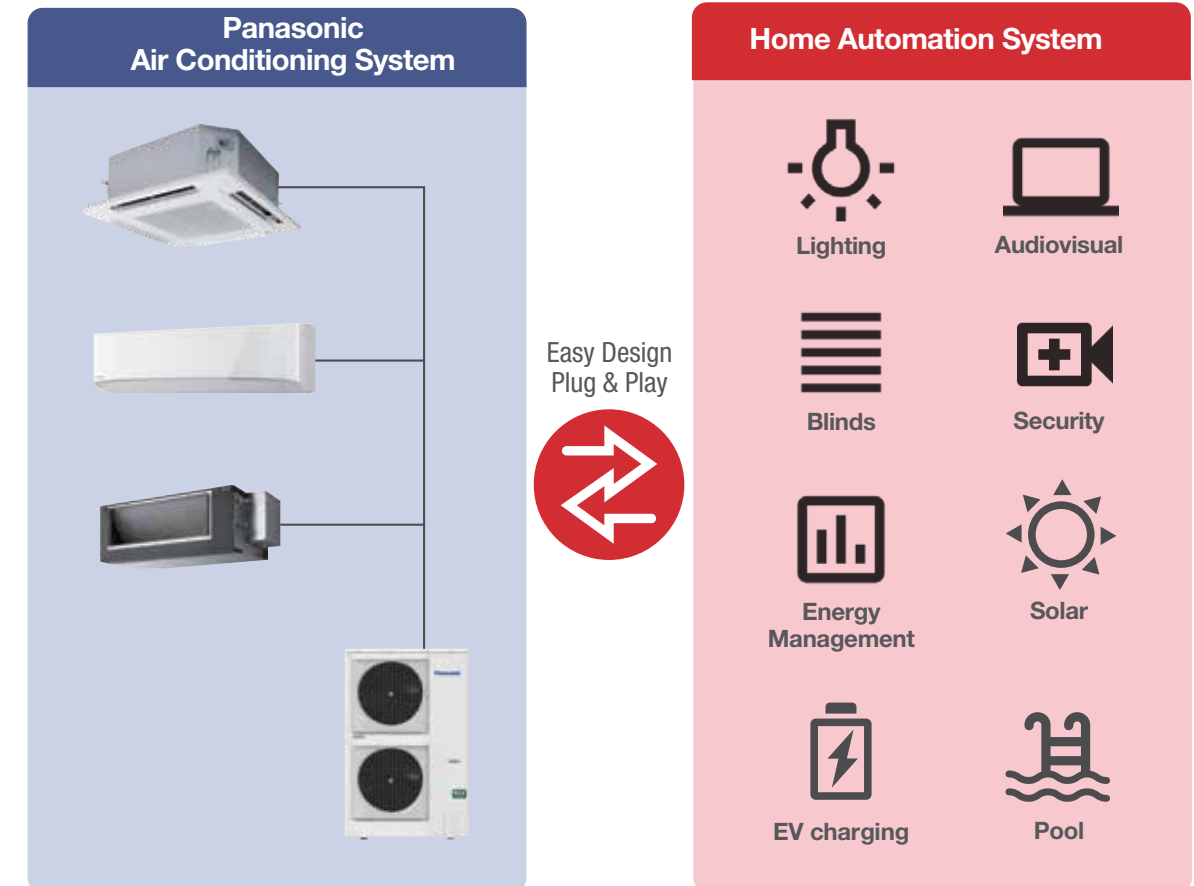 Panasonic
Air Conditioning System
Easy Design
Plug & Play
Home Automation System
Lighting
Audiovisual
Blinds
Security
Energy
Management
Solar
EV charging
Pool
Panasonic